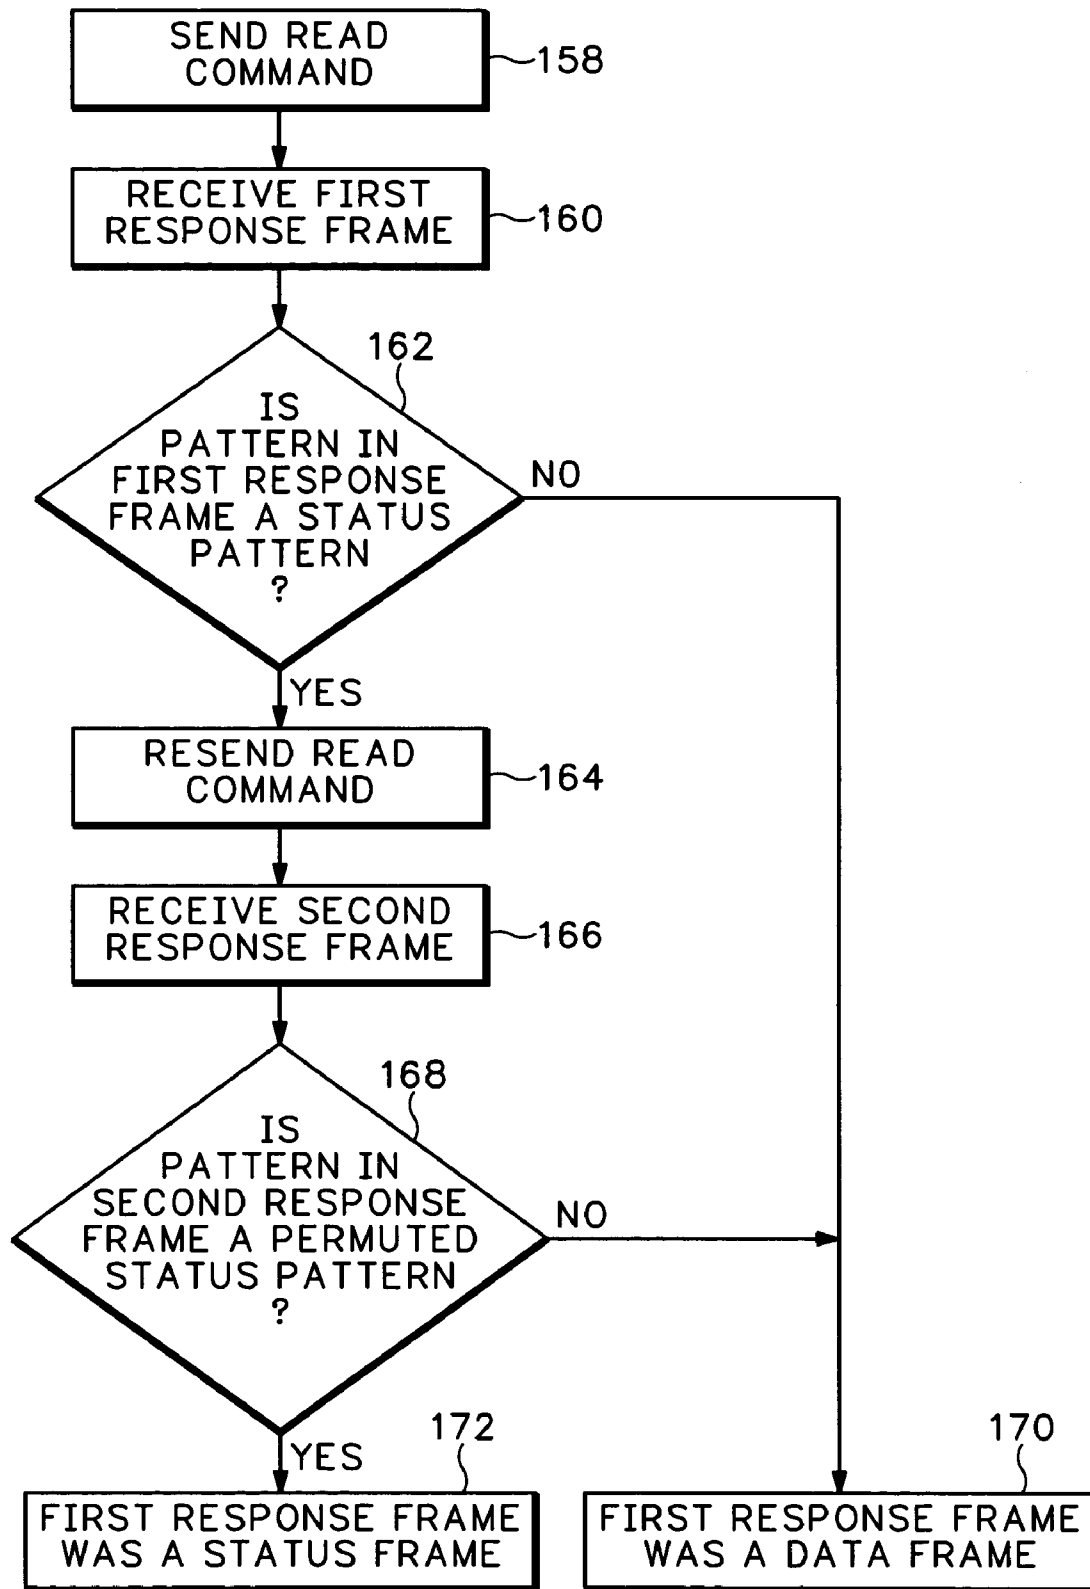 SEND READ
COMMAND
158
RECEIVE FIRST
RESPONSE FRAME
160
162
IS
PATTERN IN
FIRST RESPONSE
FRAME A STATUS
PATTERN
?
NO
YES
RESEND READ
COMMAND
164
RECEIVE SECOND
RESPONSE FRAME
166
168
IS
PATTERN IN
SECOND RESPONSE
FRAME A PERMUTED
STATUS PATTERN
?
NO
YES
172
FIRST RESPONSE FRAME
WAS A STATUS FRAME
170
FIRST RESPONSE FRAME
WAS A DATA FRAME